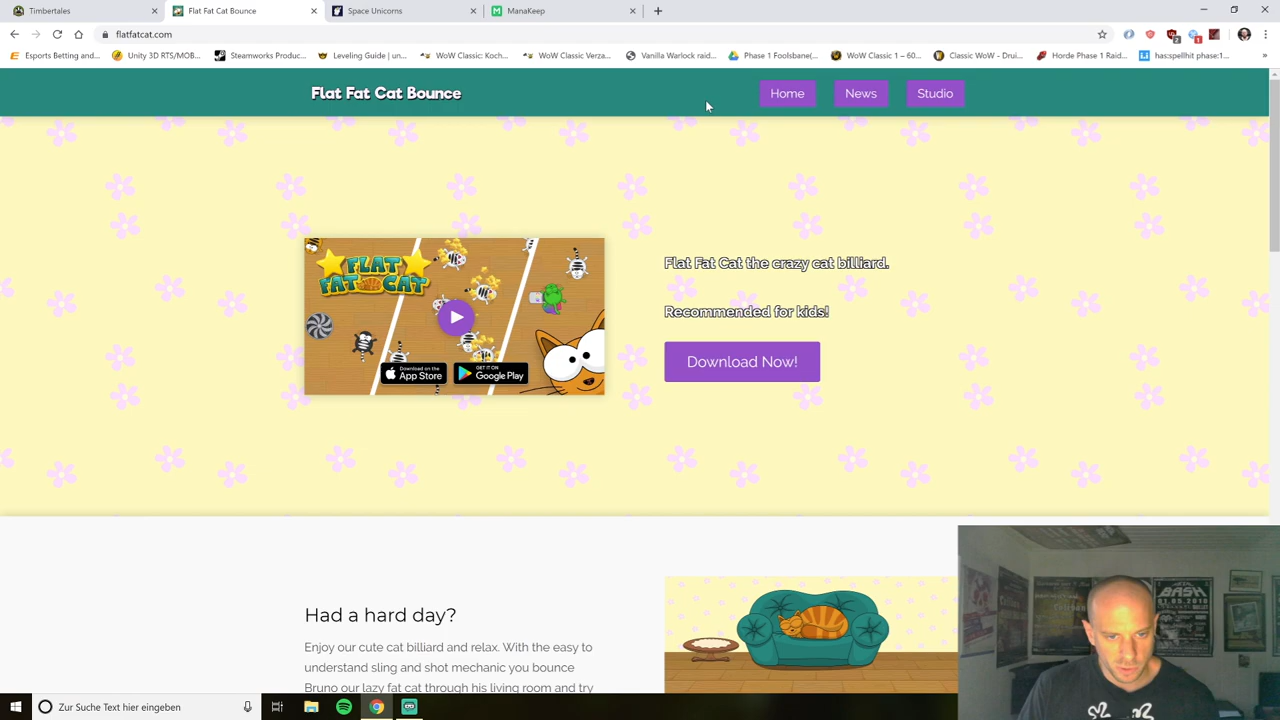 Timbertales
Flat Fat Cat Bounce
Space Unicorns
ManaKeep
flatfatcat.com
Esports Betting and...
Unity 3D RTS/MOB...
Steamworks Produc...
Leveling Guide | un...
WoW Classic: Koch...
WoW Classic Verza...
Vanilla Warlock raid...
Phase 1 Foolsbane(...
WoW Classic 1 – 60...
Classic WoW - Drui...
Horde Phase 1 Raid...
has:spellhit phase:1...
Flat Fat Cat Bounce
Home
News
Studio
FLAT
FAT CAT
Download on the
App Store
GET IT ON
Google Play
Flat Fat Cat the crazy cat billiard.
Recommended for kids!
Download Now!
Had a hard day?
Enjoy our cute cat billiard and relax. With the easy to
understand sling and shot mechanic you bounce
Bruno our lazy fat cat through his living room and try
BASH
01.05.2010
Zur Suche Text hier eingeben